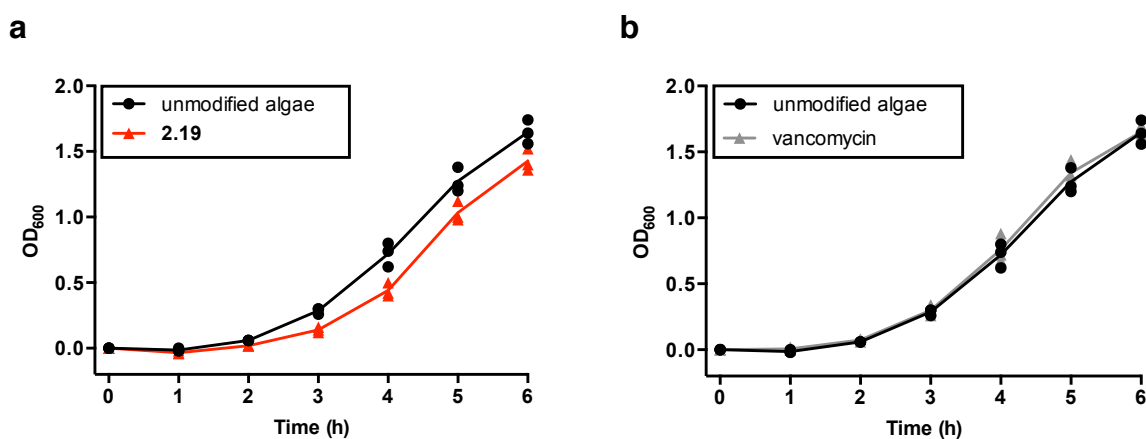 a
unmodified algae
2.19
2.0
1.5
1.0
0.5
0.0
OD600
0 1 2 3 4 5 6
Time (h)
b
unmodified algae
vancomycin
2.0
1.5
1.0
0.5
0.0
OD600
0 1 2 3 4 5 6
Time (h)